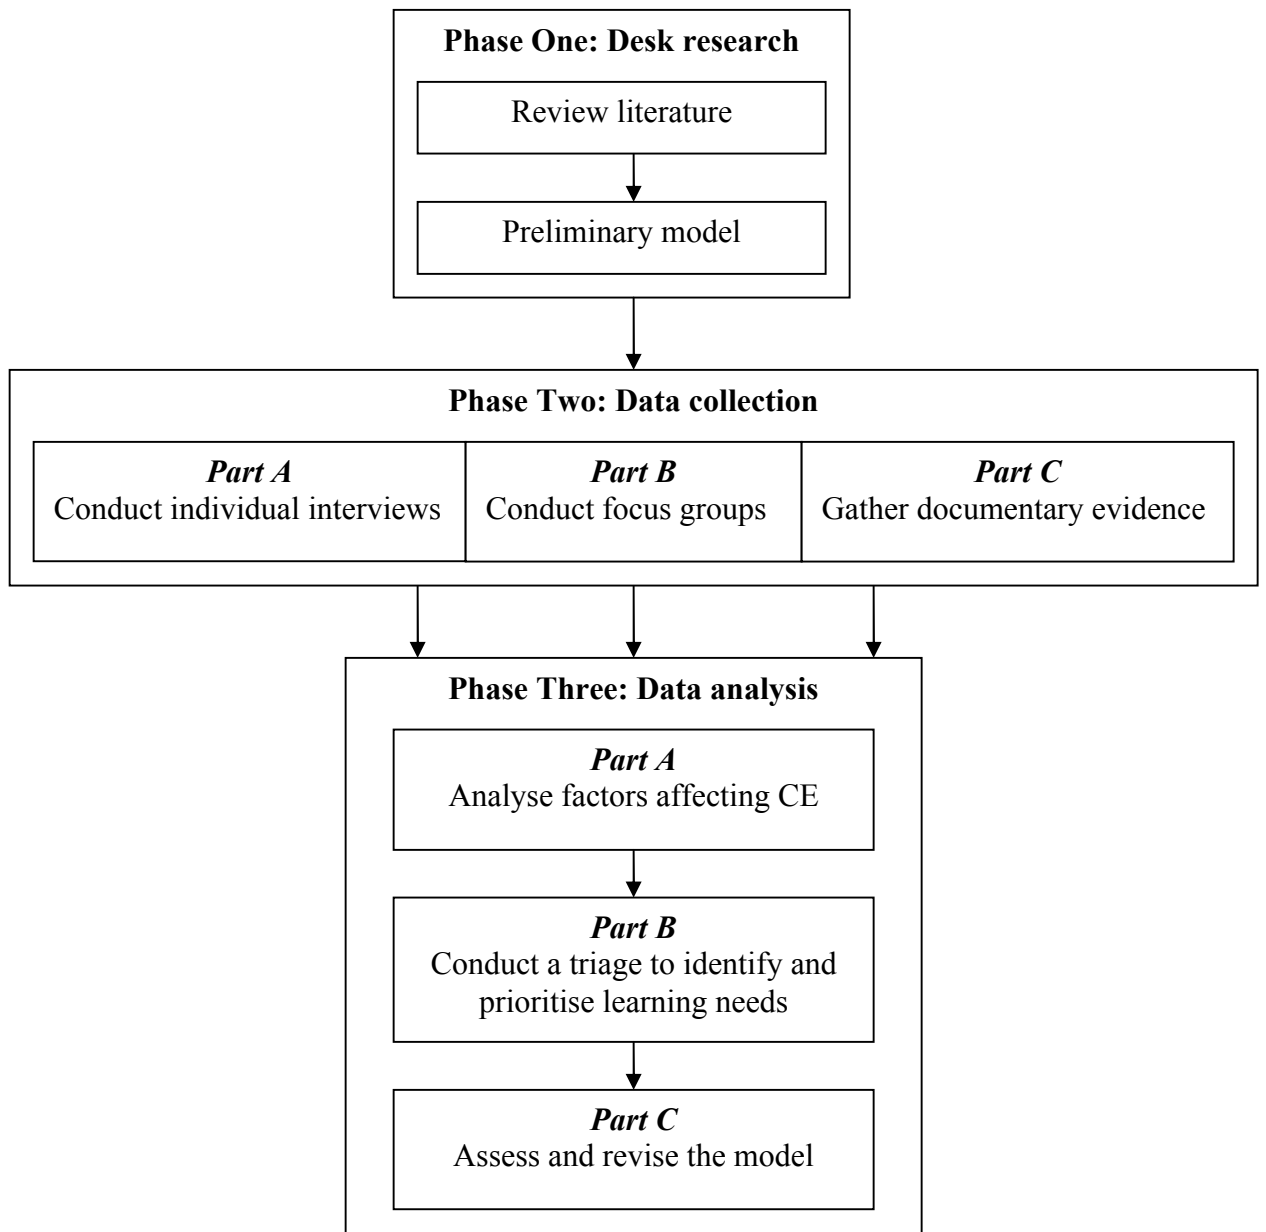 Phase One: Desk research
Review literature
Preliminary model
Phase Two: Data collection
Part A
Conduct individual interviews
Part B
Conduct focus groups
Part C
Gather documentary evidence
Phase Three: Data analysis
Part A
Analyse factors affecting CE
Part B
Conduct a triage to identify and
prioritise learning needs
Part C
Assess and revise the model